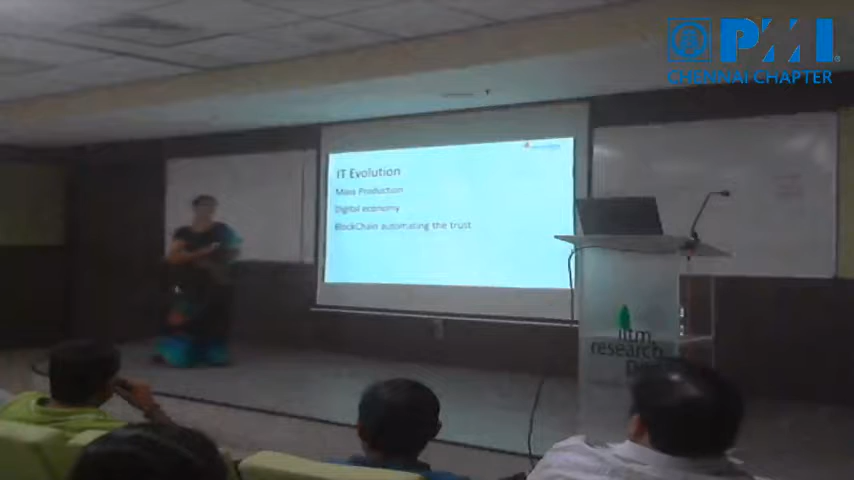 PMI®
CHENNAI CHAPTER
IT Evolution
Mass Production
Digital economy
BlockChain automating the trust
iitm
research